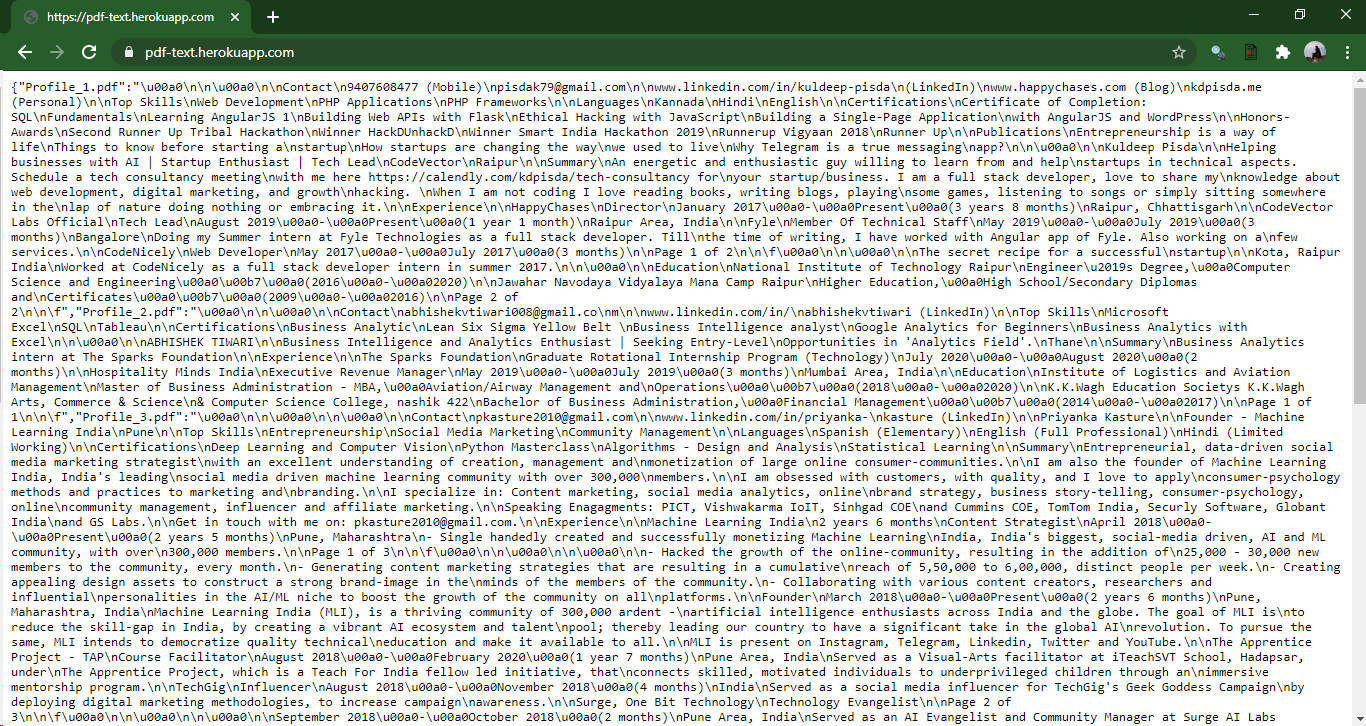 https://pdf-text.herokuapp.com
pdf-text.herokuapp.com
{"Profile_1.pdf":"\u00a0\n\n\n\u00a0\n\nContact\n9407608477 (Mobile)\npisdak79@gmail.com\n\nwww.linkedin.com/in/kuldeep-pisda\n(LinkedIn)\nwww.happychases.com (Blog)\nkdpisda.me
(Personal)\n\nTop Skills\nWeb Development\nPHP Applications\nPHP Frameworks\n\nLanguages\nKannada\nHindi\nEnglish\n\nCertifications\nCertificate of Completion:
SQL\nFundamentals\nLearning AngularJS 1\nBuilding Web APIs with Flask\nEthical Hacking with JavaScript\nBuilding a Single-Page Application\nwith AngularJS and WordPress\n\nHonors-
Awards\nSecond Runner Up Tribal Hackathon\nWinner HackDUnhackD\nWinner Smart India Hackathon 2019\nRunnerup Vigyaan 2018\nRunner Up\n\nPublications\nEntrepreneurship is a way of
life\nThings to know before starting a\nstartup\nHow startups are changing the way\nwe used to live\nWhy Telegram is a true messaging\napp?\n\n\n\u00a0\n\nKuldeep Pisda\n\nHelping
businesses with AI | Startup Enthusiast | Tech Lead\nCodeVector\nRaipur\n\nSummary\nAn energetic and enthusiastic guy willing to learn from and help\nstartups in technical aspects.
Schedule a tech consultancy meeting\nwith me here https://calendly.com/kdpisda/tech-consultancy for\nyour startup/business. I am a full stack developer, love to share my\nknowledge about
web development, digital marketing, and growth\nhacking. \nWhen I am not coding I love reading books, writing blogs, playing\nsome games, listening to songs or simply sitting somewhere
in the\nlap of nature doing nothing or embracing it.\n\nExperience\n\nHappyChases\nDirector\nJanuary 2017\u00a0-\u00a0Present\u00a0(3 years 8 months)\nRaipur, Chhattisgarh\n\nCodeVector
Labs Official\nTech Lead\nAugust 2019\u00a0-\u00a0Present\u00a0(1 year 1 month)\nRaipur Area, India\n\nFyle\nMember Of Technical Staff\nMay 2019\u00a0-\u00a0July 2019\u00a0(3
months)\nBangalore\nDoing my Summer intern at Fyle Technologies as a full stack developer. Till\nthe time of writing, I have worked with Angular app of Fyle. Also working on a\nfew
services.\n\nCodeNicely\nWeb Developer\nMay 2017\u00a0-\u00a0July 2017\u00a0(3 months)\n\nPage 1 of 2\n\n\f\u00a0\n\n\u00a0\n\nThe secret recipe for a successful\nstartup\n\nKota, Raipur
India\nWorked at CodeNicely as a full stack developer intern in summer 2017.\n\n\n\u00a0\n\nEducation\nNational Institute of Technology Raipur\nEngineer\u2019s Degree,\u00a0Computer
Science and Engineering\u00a0\u00b7\u00a0(2016\u00a0-\u00a02020)\n\nJawahar Navodaya Vidyalaya Mana Camp Raipur\nHigher Education,\u00a0High School/Secondary Diplomas
and\nCertificates\u00a0\u00b7\u00a0(2009\u00a0-\u00a02016)\n\nPage 2 of
2\n\n\f","Profile_2.pdf":"\u00a0\n\n\u00a0\n\nContact\nabhishekvtiwari008@gmail.co\nm\n\nwww.linkedin.com/in/\nabhishekvtiwari (LinkedIn)\n\nTop Skills\nMicrosoft
Excel\nSQL\nTableau\n\nCertifications\nBusiness Analytic\nLean Six Sigma Yellow Belt \nBusiness Intelligence analyst\nGoogle Analytics for Beginners\nBusiness Analytics with
Excel\n\n\u00a0\n\nABHISHEK TIWARI\n\nBusiness Intelligence and Analytics Enthusiast | Seeking Entry-Level\nOpportunities in 'Analytics Field'.\nThane\n\nSummary\nBusiness Analytics
intern at The Sparks Foundation\n\nExperience\n\nThe Sparks Foundation\nGraduate Rotational Internship Program (Technology)\nJuly 2020\u00a0-\u00a0August 2020\u00a0(2
months)\n\nHospitality Minds India\nExecutive Revenue Manager\nMay 2019\u00a0-\u00a0July 2019\u00a0(3 months)\nMumbai Area, India\n\nEducation\nInstitute of Logistics and Aviation
Management\nMaster of Business Administration - MBA,\u00a0Aviation/Airway Management and\nOperations\u00a0\u00b7\u00a0(2018\u00a0-\u00a02020)\n\nK.K.Wagh Education Societys K.K.Wagh
Arts, Commerce & Science\n& Computer Science College, nashik 422\nBachelor of Business Administration,\u00a0Financial Management\u00a0\u00b7\u00a0(2014\u00a0-\u00a02017)\n\nPage 1 of
1\n\n\f","Profile_3.pdf":"\u00a0\n\n\u00a0\n\n\u00a0\n\nContact\npkasture2010@gmail.com\n\nwww.linkedin.com/in/priyanka-\nkasture (LinkedIn)\n\nPriyanka Kasture\n\nFounder - Machine
Learning India\nPune\n\nTop Skills\nEntrepreneurship\nSocial Media Marketing\nCommunity Management\n\nLanguages\nSpanish (Elementary)\nEnglish (Full Professional)\nHindi (Limited
Working)\n\nCertifications\nDeep Learning and Computer Vision\nPython Masterclass\nAlgorithms - Design and Analysis\nStatistical Learning\n\nSummary\nEntrepreneurial, data-driven social
media marketing strategist\nwith an excellent understanding of creation, management and\nmonetization of large online consumer-communities.\n\nI am also the founder of Machine Learning
India, India's leading\nsocial media driven machine learning community with over 300,000\nmembers.\n\nI am obsessed with customers, with quality, and I love to apply\nconsumer-psychology
methods and practices to marketing and\nbranding.\n\nI specialize in: Content marketing, social media analytics, online\nbrand strategy, business story-telling, consumer-psychology,
online\ncommunity management, influencer and affiliate marketing.\n\nSpeaking Enagagments: PICT, Vishwakarma IoIT, Sinhgad COE\nand Cummins COE, TomTom India, Securly Software, Globant
India\nand GS Labs.\n\nGet in touch with me on: pkasture2010@gmail.com.\n\nExperience\n\nMachine Learning India\n2 years 6 months\nContent Strategist\nApril 2018\u00a0-
\u00a0Present\u00a0(2 years 5 months)\nPune, Maharashtra\n- Single handedly created and successfully monetizing Machine Learning\nIndia, India's biggest, social-media driven, AI and ML
community, with over\n300,000 members.\n\nPage 1 of 3\n\n\f\u00a0\n\n\u00a0\n\n\u00a0\n\n- Hacked the growth of the online-community, resulting in the addition of\n25,000 - 30,000 new
members to the community, every month.\n- Generating content marketing strategies that are resulting in a cumulative\nreach of 5,50,000 to 6,00,000, distinct people per week.\n- Creating
appealing design assets to construct a strong brand-image in the\nminds of the members of the community.\n- Collaborating with various content creators, researchers and
influential\npersonalities in the AI/ML niche to boost the growth of the community on all\nplatforms.\n\nFounder\nMarch 2018\u00a0-\u00a0Present\u00a0(2 years 6 months)\nPune,
Maharashtra, India\nMachine Learning India (MLI), is a thriving community of 300,000 ardent -\nartificial intelligence enthusiasts across India and the globe. The goal of MLI is\nto
reduce the skill-gap in India, by creating a vibrant AI ecosystem and talent\npool; thereby leading our country to have a significant take in the global AI\nrevolution. To pursue the
same, MLI intends to democratize quality technical\neducation and make it available to all.\n\nMLI is present on Instagram, Telegram, Linkedin, Twitter and YouTube.\n\nThe Apprentice
Project - TAP\nCourse Facilitator\nAugust 2018\u00a0-\u00a0February 2020\u00a0(1 year 7 months)\nPune Area, India\nServed as a Visual-Arts facilitator at iTeachSVT School, Hadapsar,
under\nThe Apprentice Project, which is a Teach For India fellow led initiative, that\nconnects skilled, motivated individuals to underprivileged children through an\nimmersive
mentorship program.\n\nTechGig\nInfluencer\nAugust 2018\u00a0-\u00a0November 2018\u00a0(4 months)\nIndia\nServed as a social media influencer for TechGig's Geek Goddess Campaign\nby
deploying digital marketing methodologies, to increase campaign\nawareness.\n\nSurge, One Bit Technology\nTechnology Evangelist\n\nPage 2 of
3\n\n\f\u00a0\n\n\u00a0\n\n\u00a0\n\nSeptember 2018\u00a0-\u00a0October 2018\u00a0(2 months)\nPune Area, India\nServed as an AI Evangelist and Community Manager at Surge AI Labs